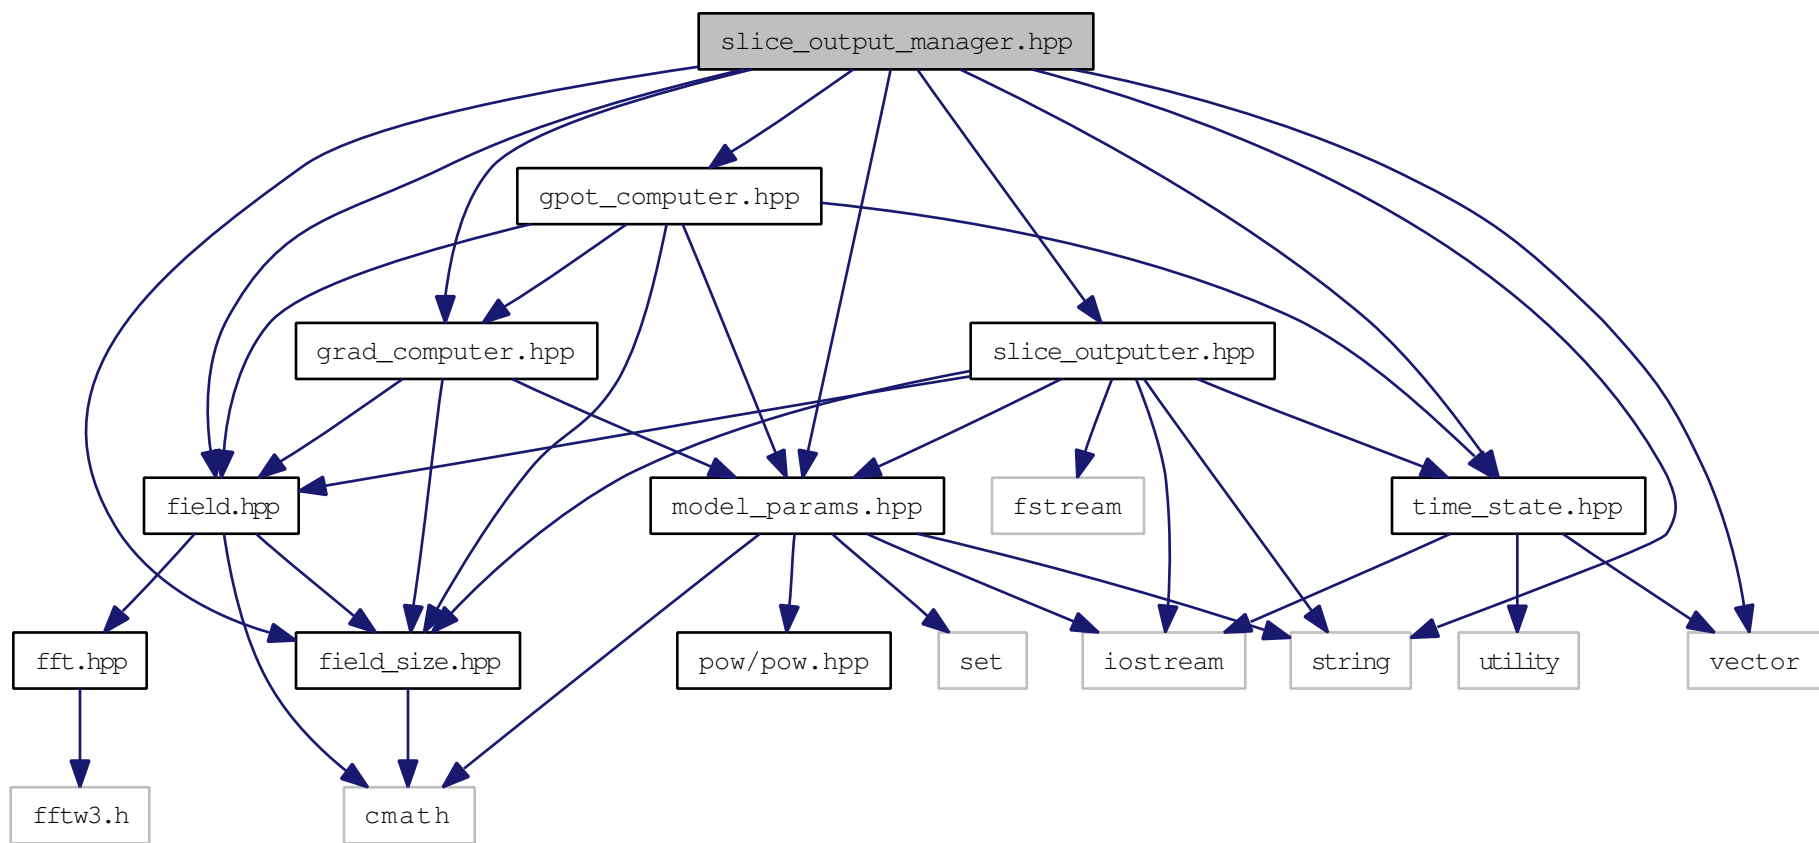 slice_output_manager.hpp
gpot_computer.hpp
grad_computer.hpp
slice_outputter.hpp
field.hpp
model_params.hpp
fstream
time_state.hpp
fft.hpp
field_size.hpp
pow/pow.hpp
set
iostream
string
utility
vector
fftw3.h
cmath